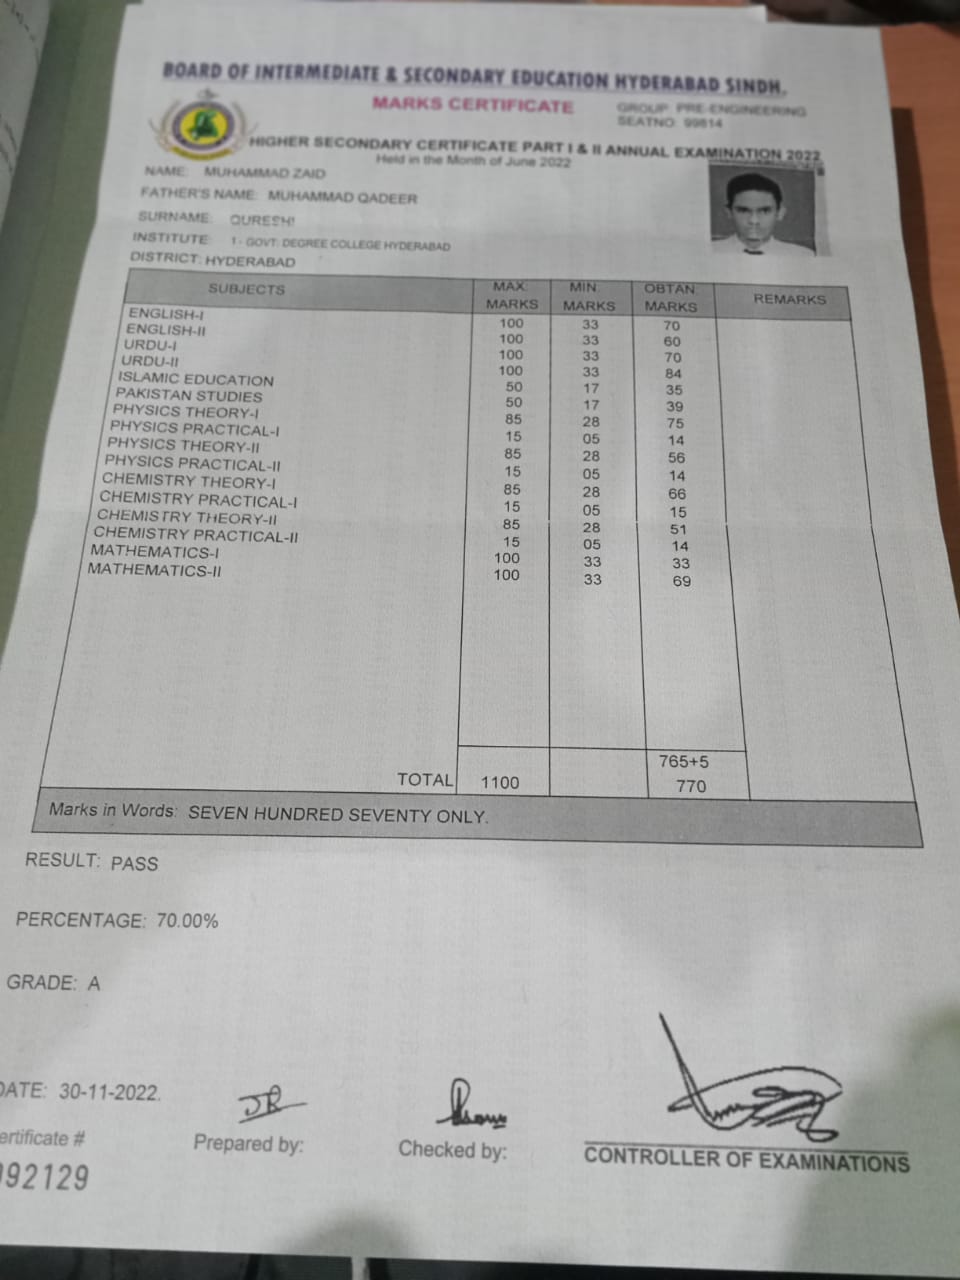 BOARD OF INTERMEDIATE & SECONDARY EDUCATION HYDERABAD SINDH.
MARKS CERTIFICATE
GROUP PRE-ENGINEERING
SEATNO: 99814
HIGHER SECONDARY CERTIFICATE PART I & II ANNUAL EXAMINATION 2022
Held in the Month of June 2022
NAME: MUHAMMAD ZAID
FATHER'S NAME: MUHAMMAD QADEER
SURNAME: QURESHI
INSTITUTE: 1 - GOVT: DEGREE COLLEGE HYDERABAD
DISTRICT: HYDERABAD
SUBJECTS MAX: MARKS MIN: MARKS OBTAN: MARKS REMARKS
ENGLISH-I 100 33 70
ENGLISH-II 100 33 60
URDU-I 100 33 70
URDU-II 100 33 84
ISLAMIC EDUCATION 50 17 35
PAKISTAN STUDIES 50 17 39
PHYSICS THEORY-I 85 28 75
PHYSICS PRACTICAL-I 15 05 14
PHYSICS THEORY-II 85 28 56
PHYSICS PRACTICAL-II 15 05 14
CHEMISTRY THEORY-I 85 28 66
CHEMISTRY PRACTICAL-I 15 05 15
CHEMISTRY THEORY-II 85 28 51
CHEMISTRY PRACTICAL-II 15 05 14
MATHEMATICS-I 100 33 33
MATHEMATICS-II 100 33 69
765+5
TOTAL 1100 770
Marks in Words: SEVEN HUNDRED SEVENTY ONLY.
RESULT: PASS
PERCENTAGE: 70.00%
GRADE: A
DATE: 30-11-2022.
ertificate #
92129
Prepared by:
Checked by:
CONTROLLER OF EXAMINATIONS